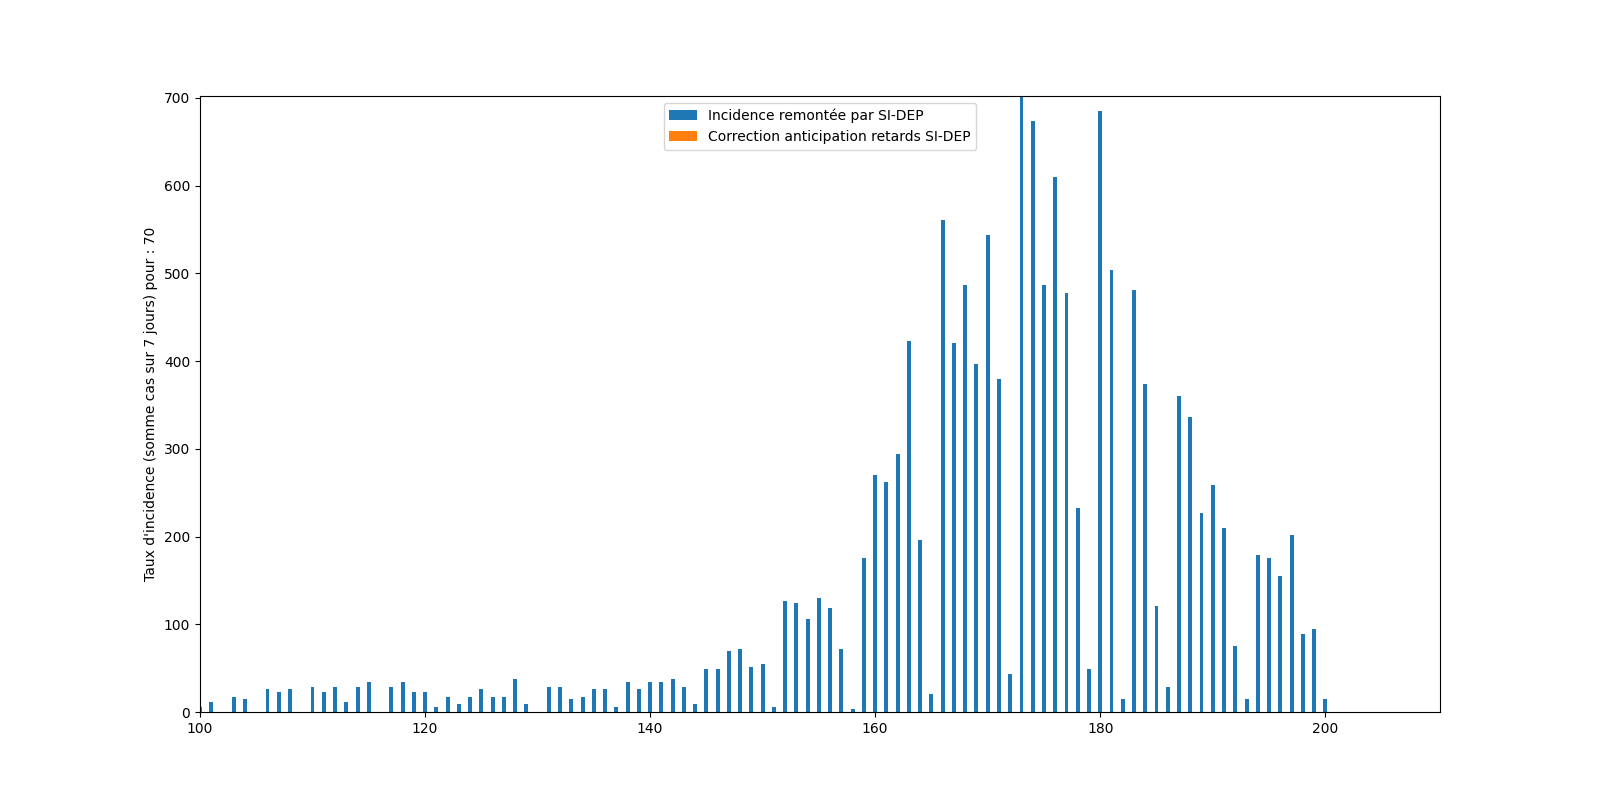 Incidence remontée par SI-DEP
Correction anticipation retards SI-DEP
Taux d'incidence (somme cas sur 7 jours) pour : 70
700
600
500
400
300
200
100
0
100 120 140 160 180 200